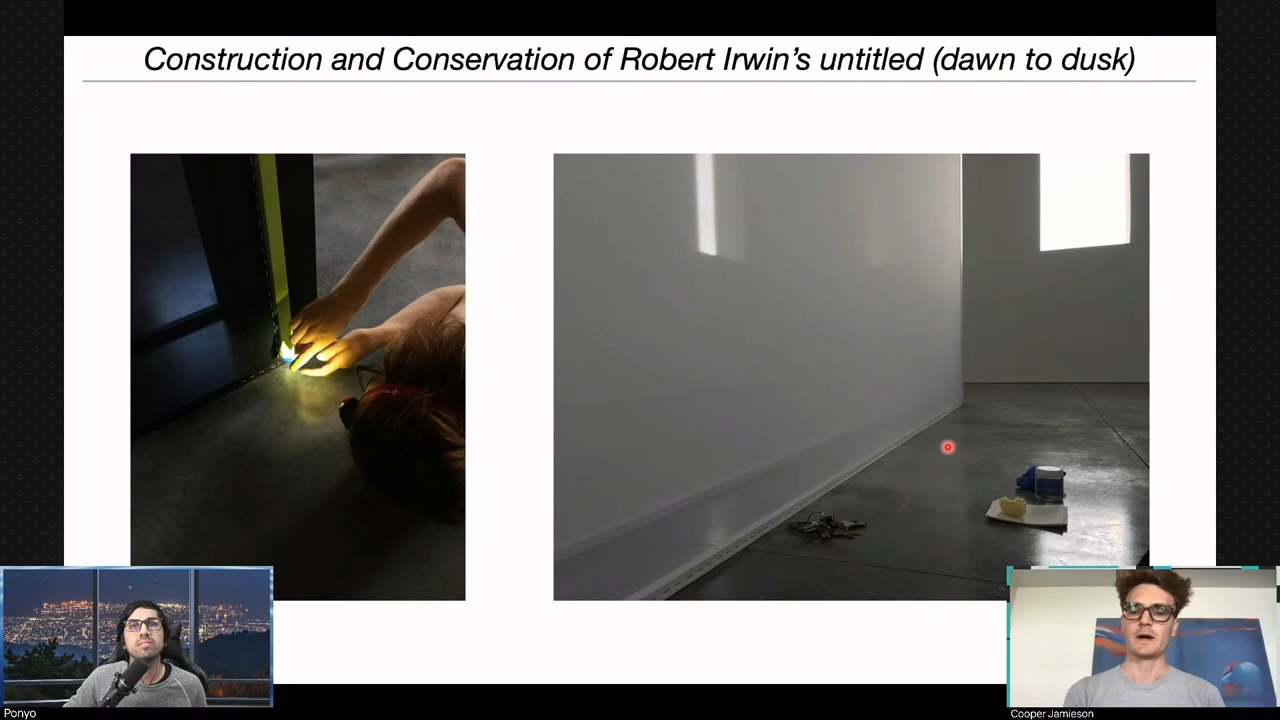 Construction and Conservation of Robert Irwin's untitled (dawn to dusk)
Ponyo
Cooper Jamieson